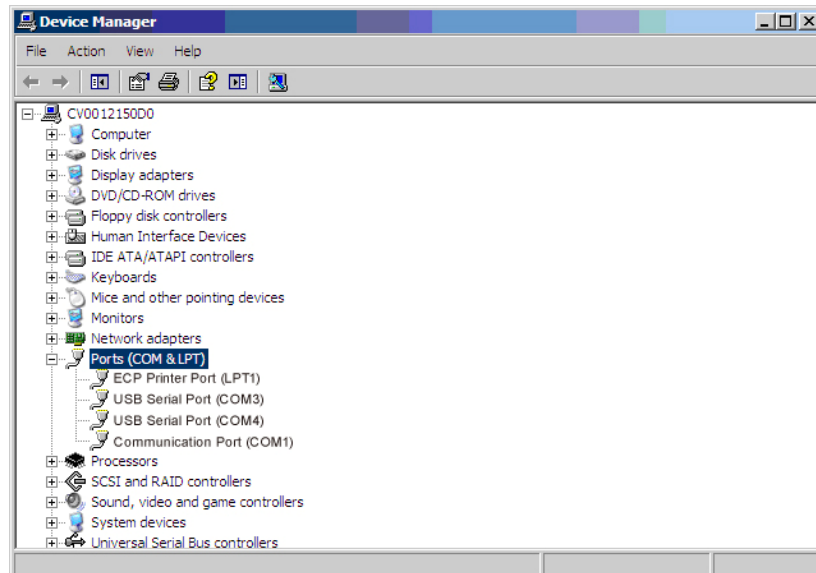 Device Manager
File Action View Help
CV0012150D0
Computer
Disk drives
Display adapters
DVD/CD-ROM drives
Floppy disk controllers
Human Interface Devices
IDE ATA/ATAPI controllers
Keyboards
Mice and other pointing devices
Monitors
Network adapters
Ports (COM & LPT)
ECP Printer Port (LPT1)
USB Serial Port (COM3)
USB Serial Port (COM4)
Communication Port (COM1)
Processors
SCSI and RAID controllers
Sound, video and game controllers
System devices
Universal Serial Bus controllers